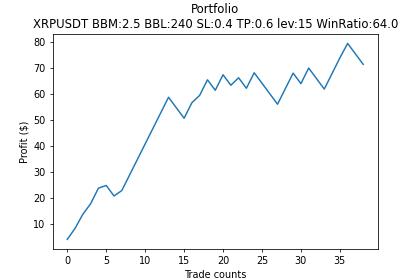 Portfolio
XRPUSDT BBM:2.5 BBL:240 SL:0.4 TP:0.6 lev:15 WinRatio:64.0
80
70
60
50
40
30
20
10
Profit ($)
0 5 10 15 20 25 30 35
Trade counts